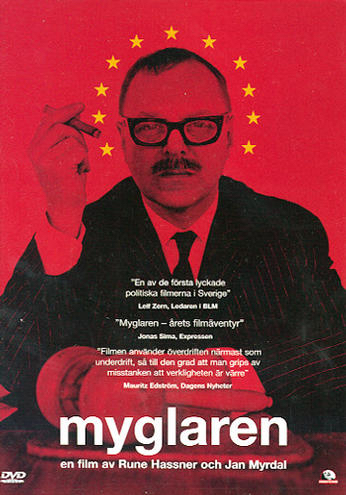 "En av de första lyckade
politiska filmerna i Sverige"
Leif Zern, Ledaren i BLM
"Myglaren – årets filmäventyr"
Jonas Sima, Expressen
"Filmen använder överdriften närmast som
underdrift, så till den grad att man grips av
misstanken att verkligheten är värre"
Mauritz Edström, Dagens Nyheter
myglaren
en film av Rune Hassner och Jan Myrdal
DVD